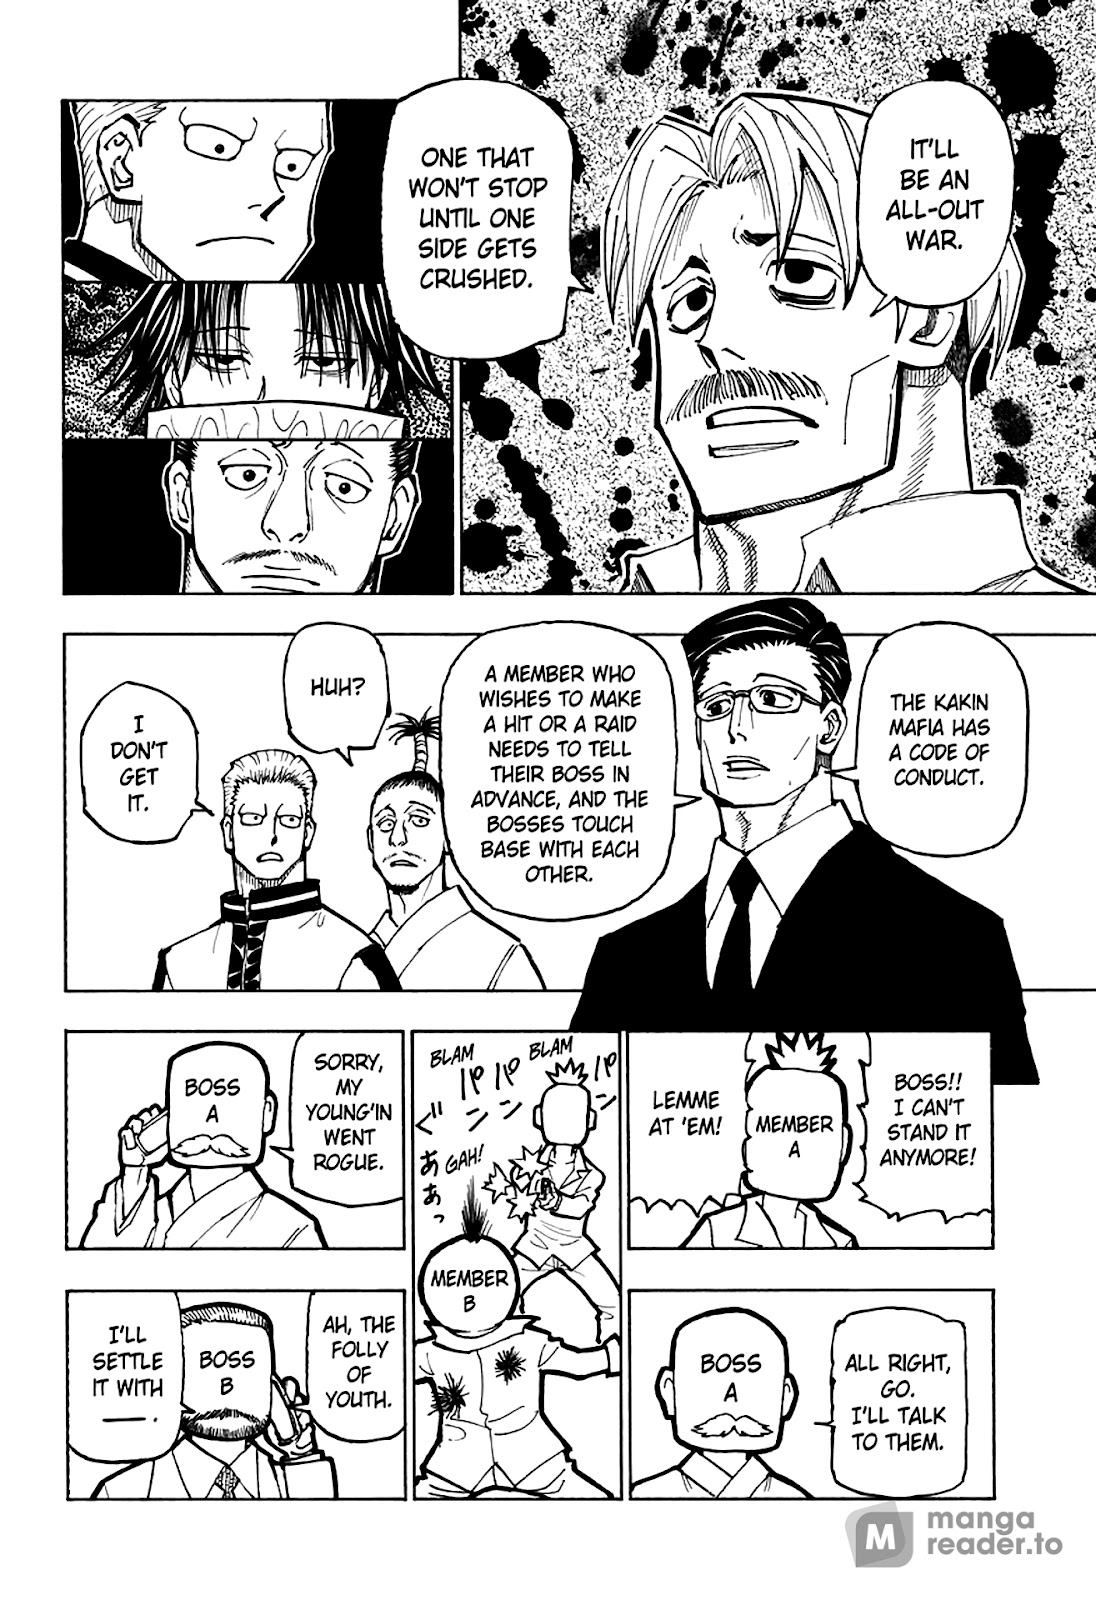 IT'LL
BE AN
ALL-OUT
WAR.
ONE THAT
WON'T STOP
UNTIL ONE
SIDE GETS
CRUSHED.
THE KAKIN
MAFIA HAS
A CODE OF
CONDUCT.
A MEMBER WHO
WISHES TO MAKE
A HIT OR A RAID
NEEDS TO TELL
THEIR BOSS IN
ADVANCE, AND THE
BOSSES TOUCH
BASE WITH EACH
OTHER.
HUH?
I
DON'T
GET
IT.
BOSS!!
I CAN'T
STAND IT
ANYMORE!
MEMBER
A
LEMME
AT 'EM!
ALL RIGHT,
GO.
I'LL TALK
TO THEM.
BOSS
A
BLAM
BLAM
パン
パン
パン
ぐ
あ
あっ
GAH!
MEMBER
B
SORRY,
MY
YOUNG'IN
WENT
ROGUE.
BOSS
A
AH, THE
FOLLY
OF
YOUTH.
BOSS
B
I'LL
SETTLE
IT WITH
——.
M
manga
reader.to